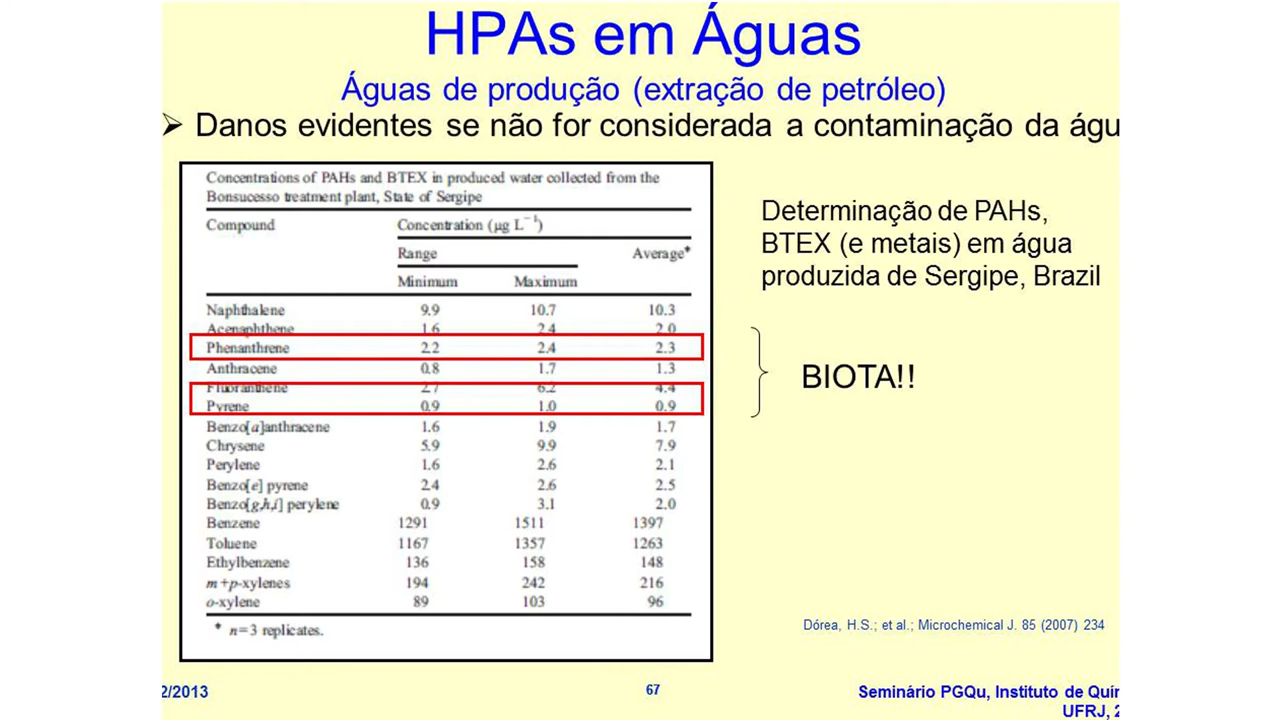 HPAs em Águas
Águas de produção (extração de petróleo)
➤ Danos evidentes se não for considerada a contaminação da águ
Concentrations of PAHs and BTEX in produced water collected from the
Bonsucesso treatment plant, State of Sergipe
Compound Concentration (µg L⁻¹)
Range Average*
Minimum Maximum
Naphthalene 9.9 10.7 10.3
Acenaphthene 1.6 2.4 2.0
Phenanthrene 2.2 2.4 2.3
Anthracene 0.8 1.7 1.3
Fluoranthene 2.7 6.2 4.4
Pyrene 0.9 1.0 0.9
Benzo[a]anthracene 1.6 1.9 1.7
Chrysene 5.9 9.9 7.9
Perylene 1.6 2.6 2.1
Benzo[e] pyrene 2.4 2.6 2.5
Benzo[g,h,i] perylene 0.9 3.1 2.0
Benzene 1291 1511 1397
Toluene 1167 1357 1263
Ethylbenzene 136 158 148
m+p-xylenes 194 242 216
o-xylene 89 103 96
* n=3 replicates.
Determinação de PAHs,
BTEX (e metais) em água
produzida de Sergipe, Brazil
BIOTA!!
Dórea, H.S.; et al.; Microchemical J. 85 (2007) 234
2/2013
67
Seminário PGQu, Instituto de Quír
UFRJ, 2